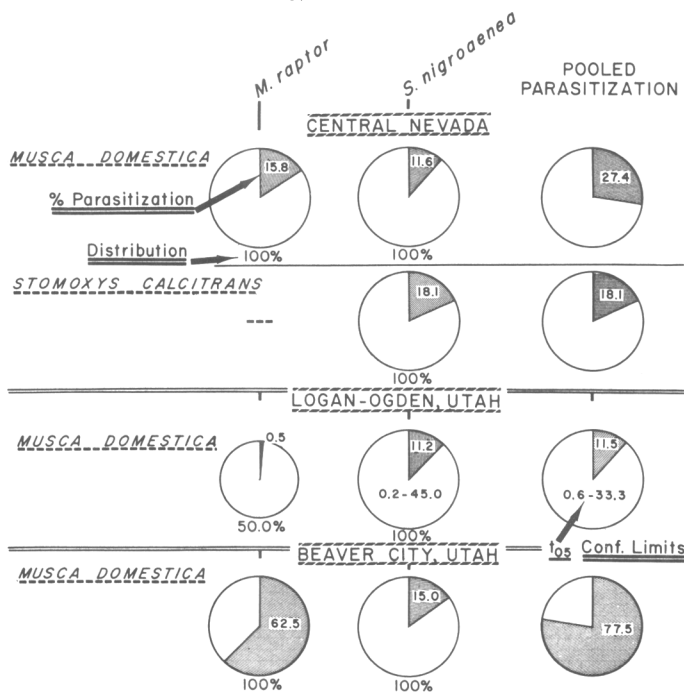 M. raptor
S. nigroaenea
POOLED
PARASITIZATION
CENTRAL NEVADA
MUSCA DOMESTICA
15.8
11.6
27.4
% Parasitization
Distribution
100%
100%
STOMOXYS CALCITRANS
---
18.1
18.1
100%
LOGAN-OGDEN, UTAH
MUSCA DOMESTICA
0.5
11.2
11.5
0.2-45.0
0.6-33.3
50.0%
100%
BEAVER CITY, UTAH
t05 Conf. Limits
MUSCA DOMESTICA
62.5
15.0
77.5
100%
100%